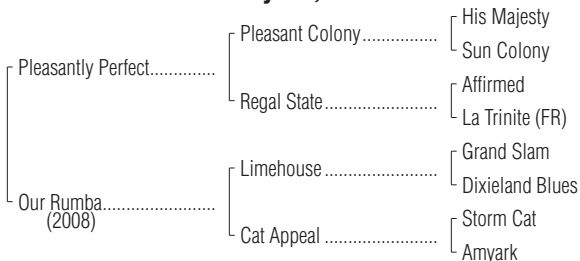 His Majesty
Pleasant Colony................
Sun Colony
Pleasantly Perfect..............
Affirmed
Regal State........................
La Trinite (FR)
Grand Slam
Limehouse ........................
Dixieland Blues
Our Rumba........................
(2008)
Storm Cat
Cat Appeal ........................
Amyark